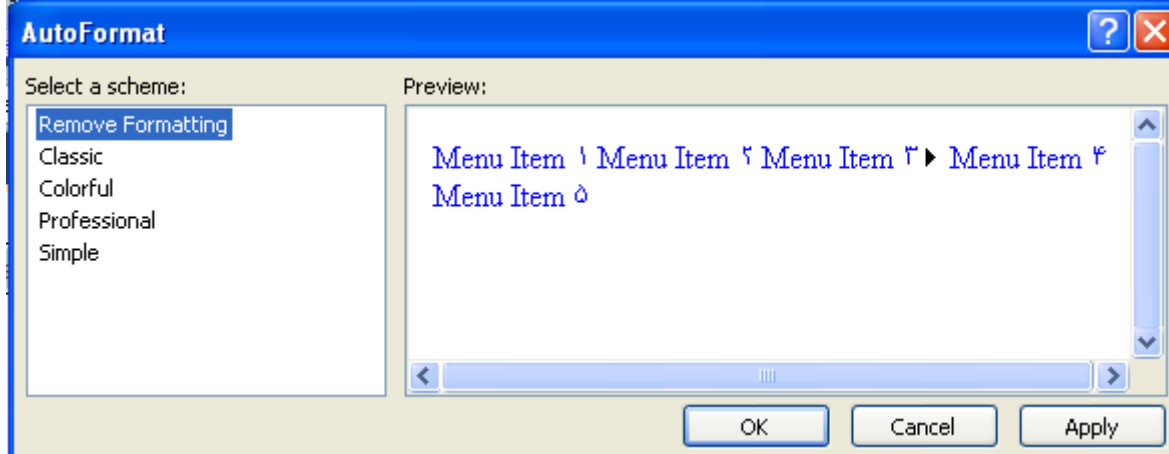 AutoFormat
Select a scheme:
Remove Formatting
Classic
Colorful
Professional
Simple
Preview:
Menu Item ۱ Menu Item ۲ Menu Item ۳ Menu Item ۴
Menu Item ۵
OK
Cancel
Apply